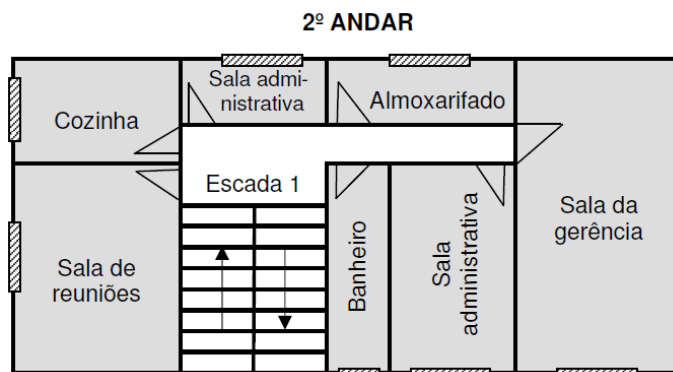 2º ANDAR
Sala admi-
nistrativa
Almoxarifado
Cozinha
Escada 1
Sala da
gerência
Sala de
reuniões
Banheiro
Sala
administrativa